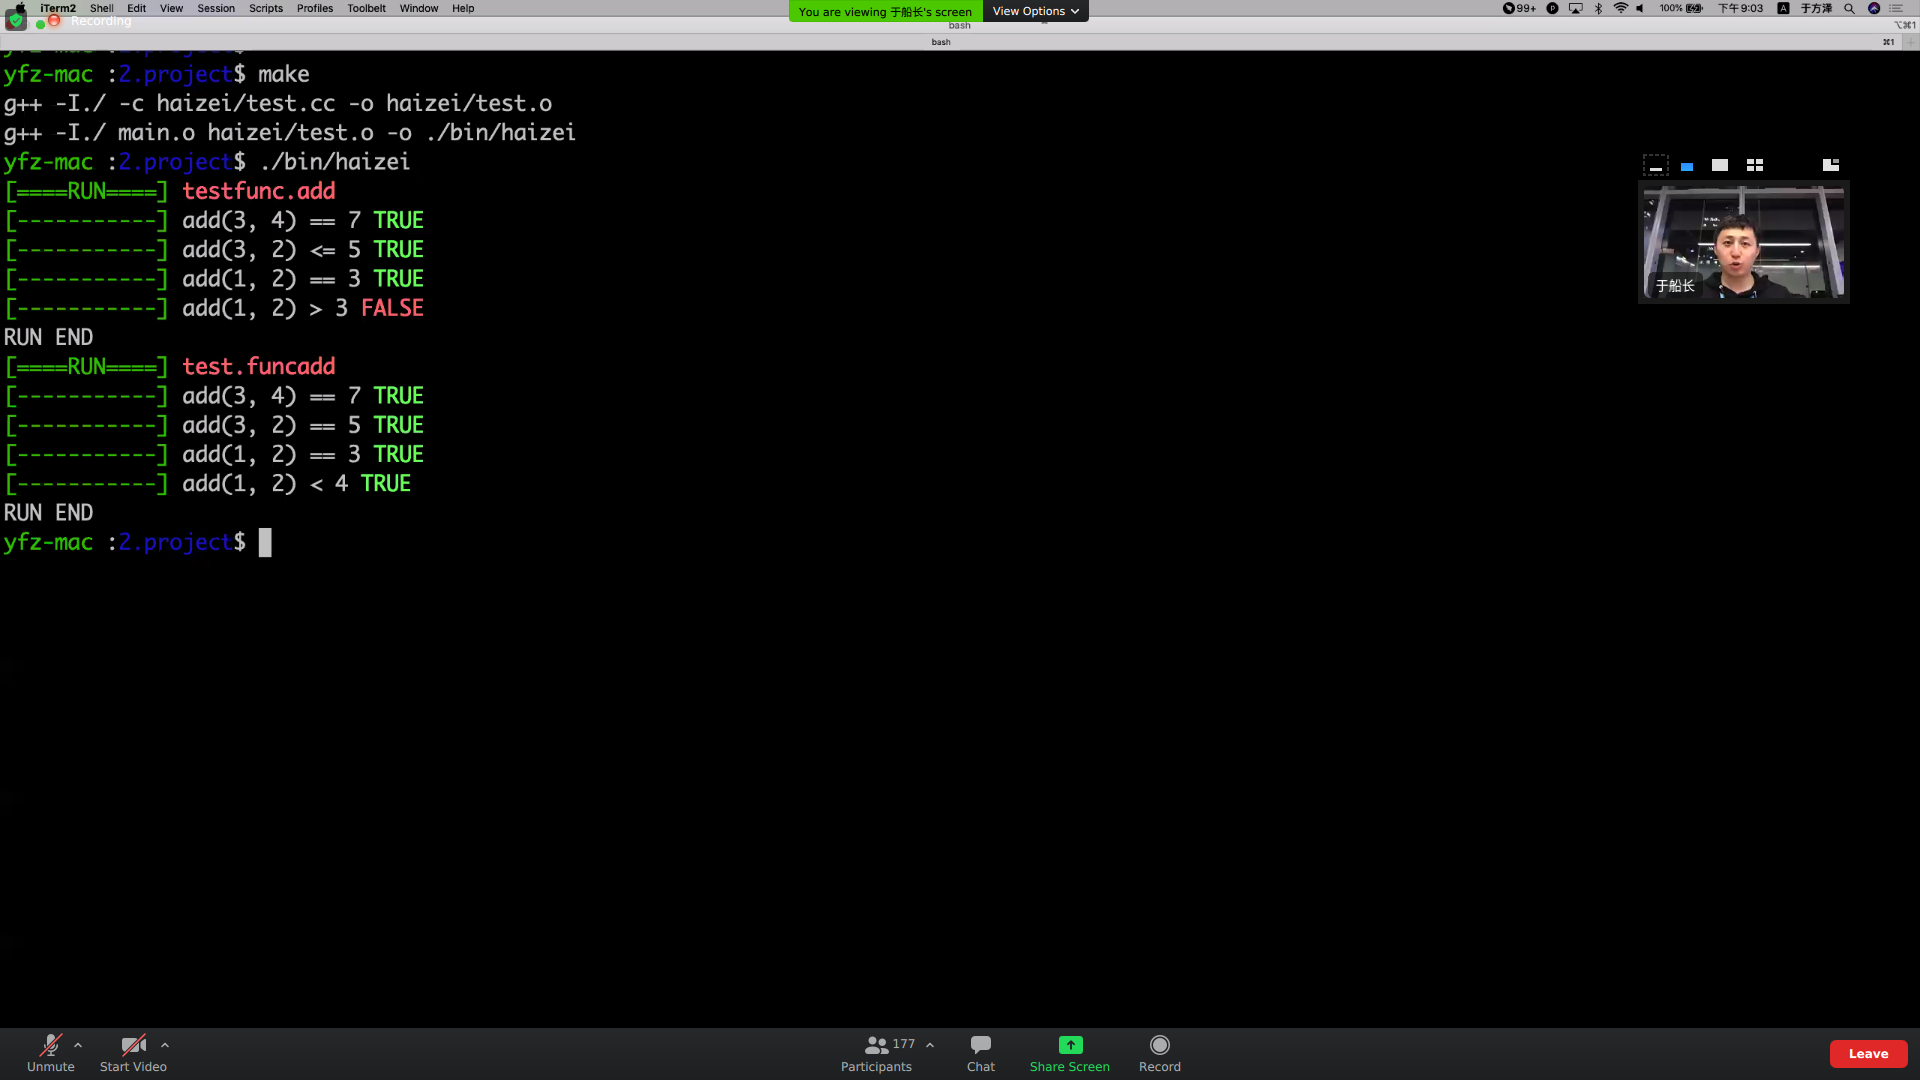 iTerm2 Shell Edit View Session Scripts Profiles Toolbelt Window Help
You are viewing 于船长's screen View Options
99+ 100% 下午9:03 A 于方泽
Recording
bash
⌥⌘1
bash
⌘1
yfz-mac :2.project$ make
g++ -I./ -c haizei/test.cc -o haizei/test.o
g++ -I./ main.o haizei/test.o -o ./bin/haizei
yfz-mac :2.project$ ./bin/haizei
[====RUN====] testfunc.add
[-----------] add(3, 4) == 7 TRUE
[-----------] add(3, 2) <= 5 TRUE
[-----------] add(1, 2) == 3 TRUE
[-----------] add(1, 2) > 3 FALSE
RUN END
[====RUN====] test.funcadd
[-----------] add(3, 4) == 7 TRUE
[-----------] add(3, 2) == 5 TRUE
[-----------] add(1, 2) == 3 TRUE
[-----------] add(1, 2) < 4 TRUE
RUN END
yfz-mac :2.project$
于船长
Unmute Start Video 177 Participants Chat Share Screen Record Leave